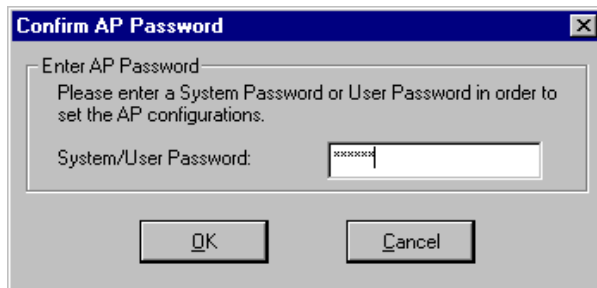 Confirm AP Password
Enter AP Password
Please enter a System Password or User Password in order to
set the AP configurations.
System/User Password:
××××××
OK
Cancel